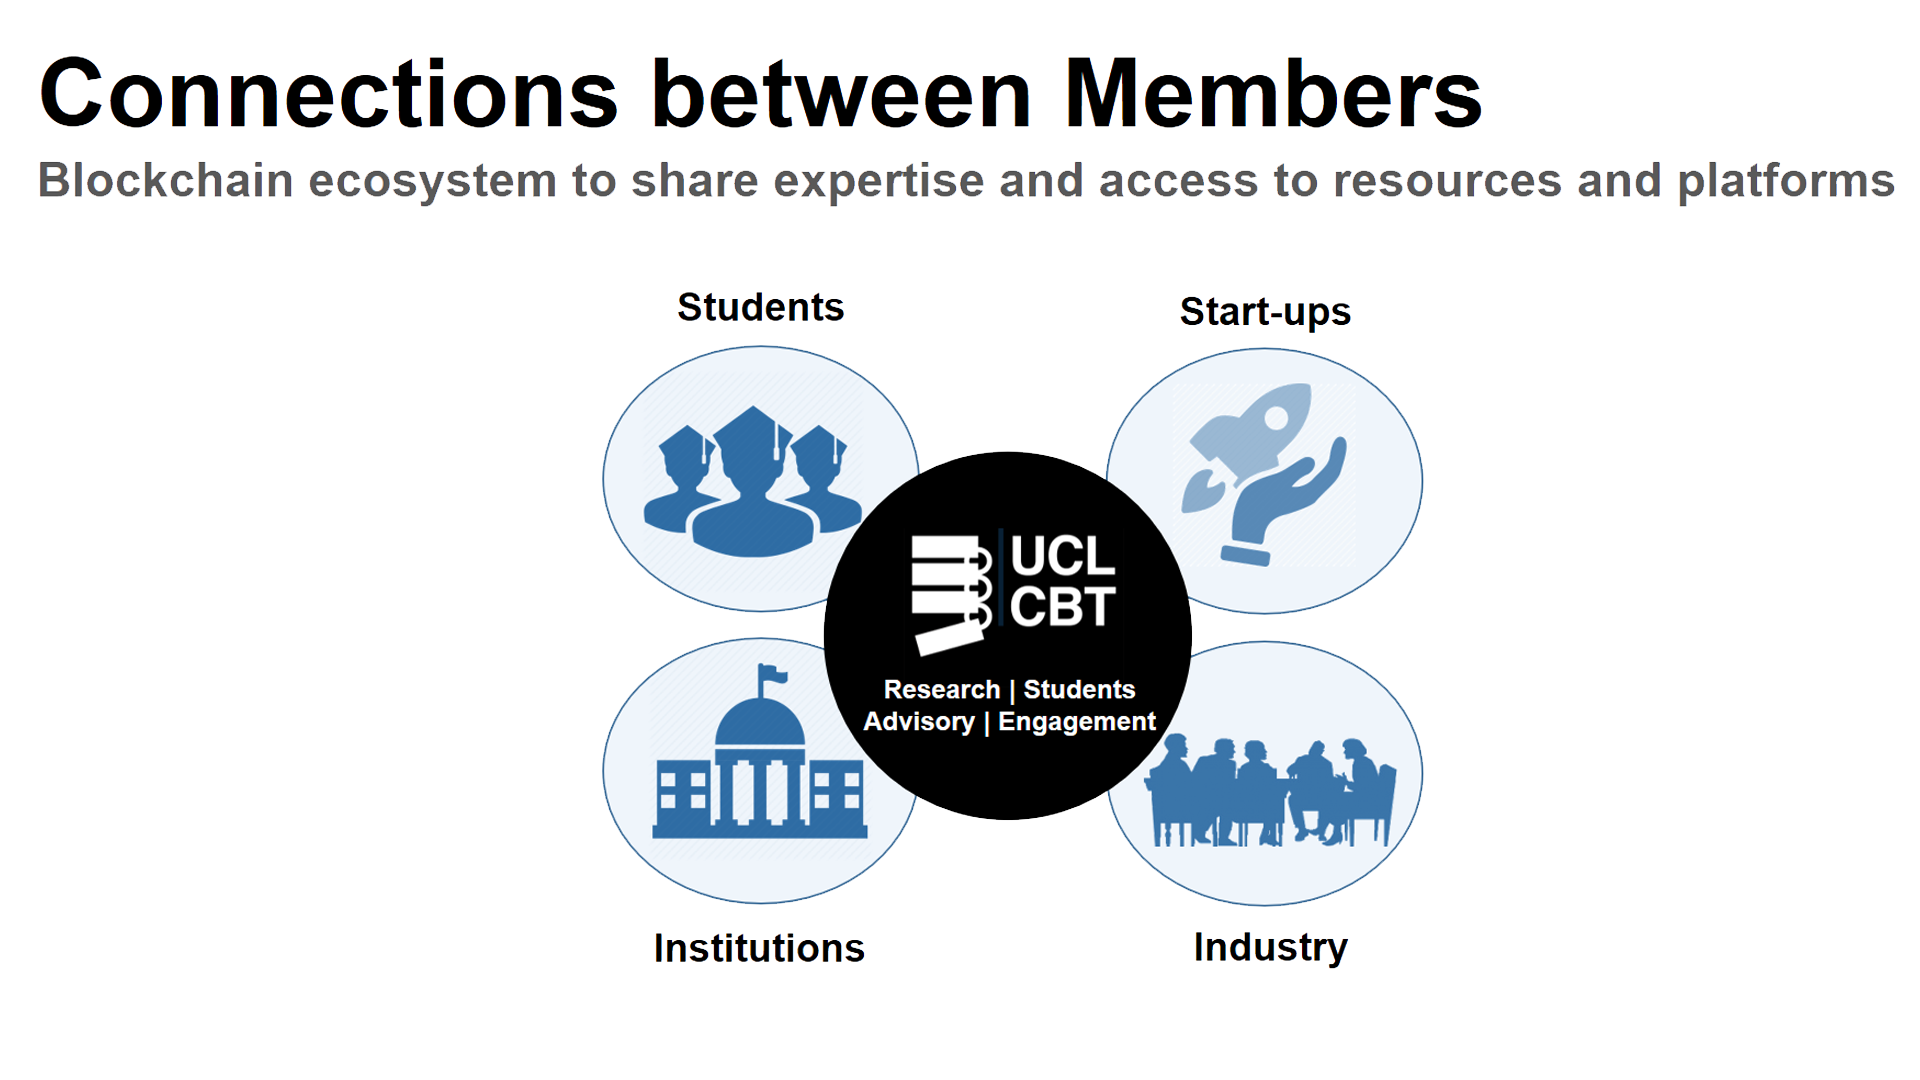 Connections between Members
Blockchain ecosystem to share expertise and access to resources and platforms
Students
Start-ups
UCL
CBT
Research | Students
Advisory | Engagement
Institutions
Industry